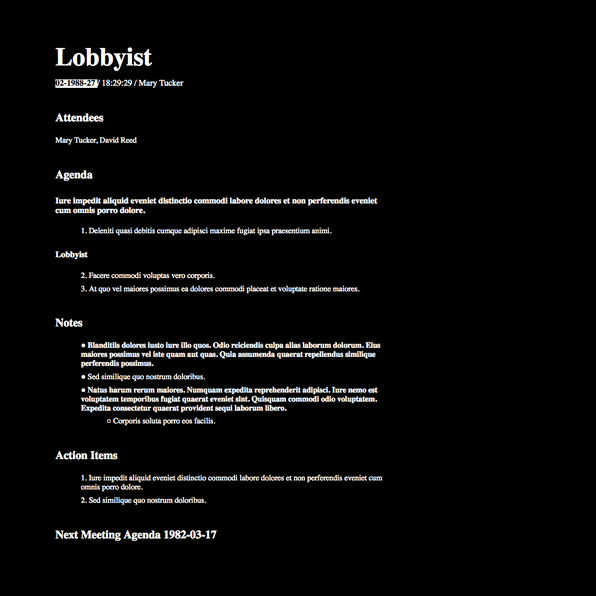 Lobbyist
02-1988-27 / 18:29:29 / Mary Tucker
Attendees
Mary Tucker, David Reed
Agenda
Iure impedit aliquid eveniet distinctio commodi labore dolores et non perferendis eveniet
cum omnis porro dolore.
1. Deleniti quasi debitis cumque adipisci maxime fugiat ipsa praesentium animi.
Lobbyist
2. Facere commodi voluptas vero corporis.
3. At quo vel maiores possimus ea dolores commodi placeat et voluptate ratione maiores.
Notes
● Blanditiis dolores iusto iure illo quos. Odio reiciendis culpa alias laborum dolorum. Eius
maiores possimus vel iste quam aut quas. Quia assumenda quaerat repellendus similique
perferendis possimus.
● Sed similique quo nostrum doloribus.
● Natus harum rerum maiores. Numquam expedita reprehenderit adipisci. Iure nemo est
voluptatem temporibus fugiat quaerat eveniet sint. Quisquam commodi odio voluptatem.
Expedita consectetur quaerat provident sequi laborum libero.
○ Corporis soluta porro eos facilis.
Action Items
1. Iure impedit aliquid eveniet distinctio commodi labore dolores et non perferendis eveniet cum
omnis porro dolore.
2. Sed similique quo nostrum doloribus.
Next Meeting Agenda 1982-03-17